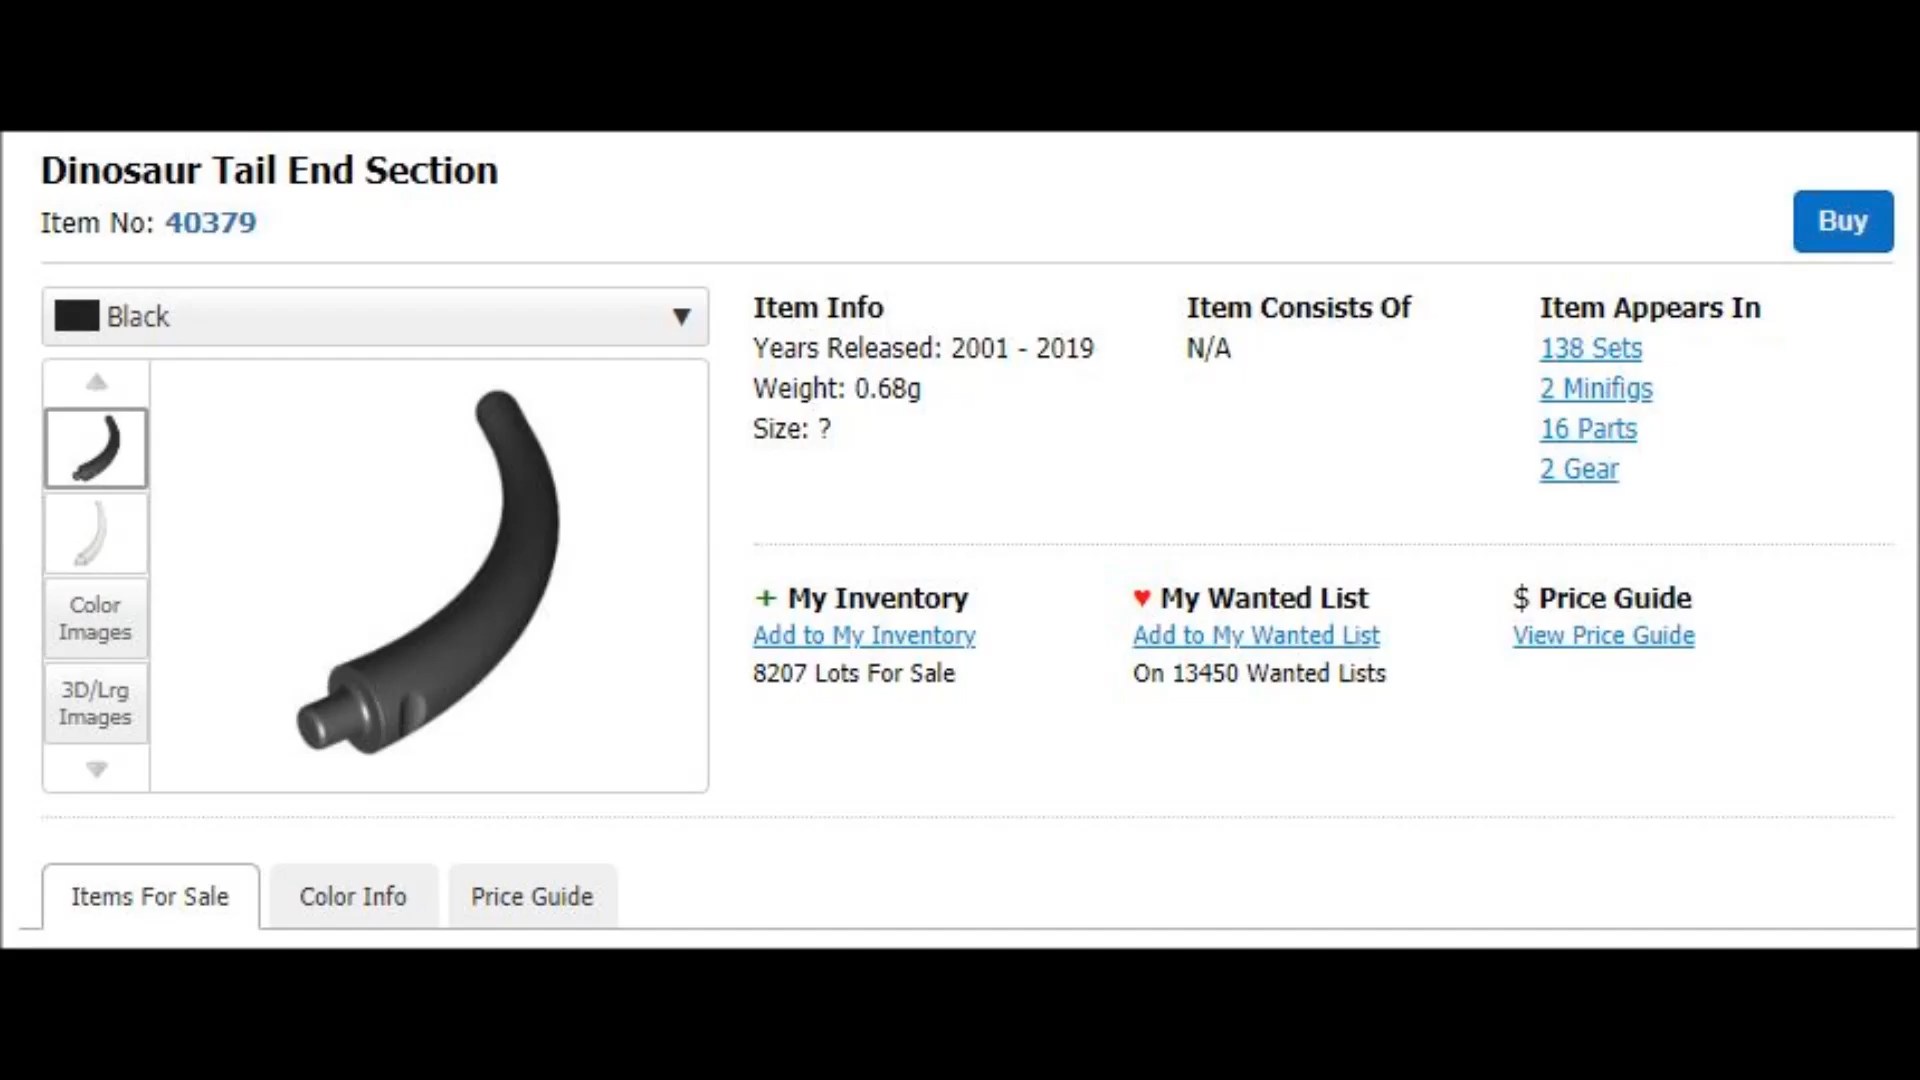 Dinosaur Tail End Section
Item No: 40379
Buy
Black
Color
Images
3D/Lrg
Images
Item Info
Years Released: 2001 - 2019
Weight: 0.68g
Size: ?
Item Consists Of
N/A
Item Appears In
138 Sets
2 Minifigs
16 Parts
2 Gear
+ My Inventory
Add to My Inventory
8207 Lots For Sale
♥ My Wanted List
Add to My Wanted List
On 13450 Wanted Lists
$ Price Guide
View Price Guide
Items For Sale
Color Info
Price Guide